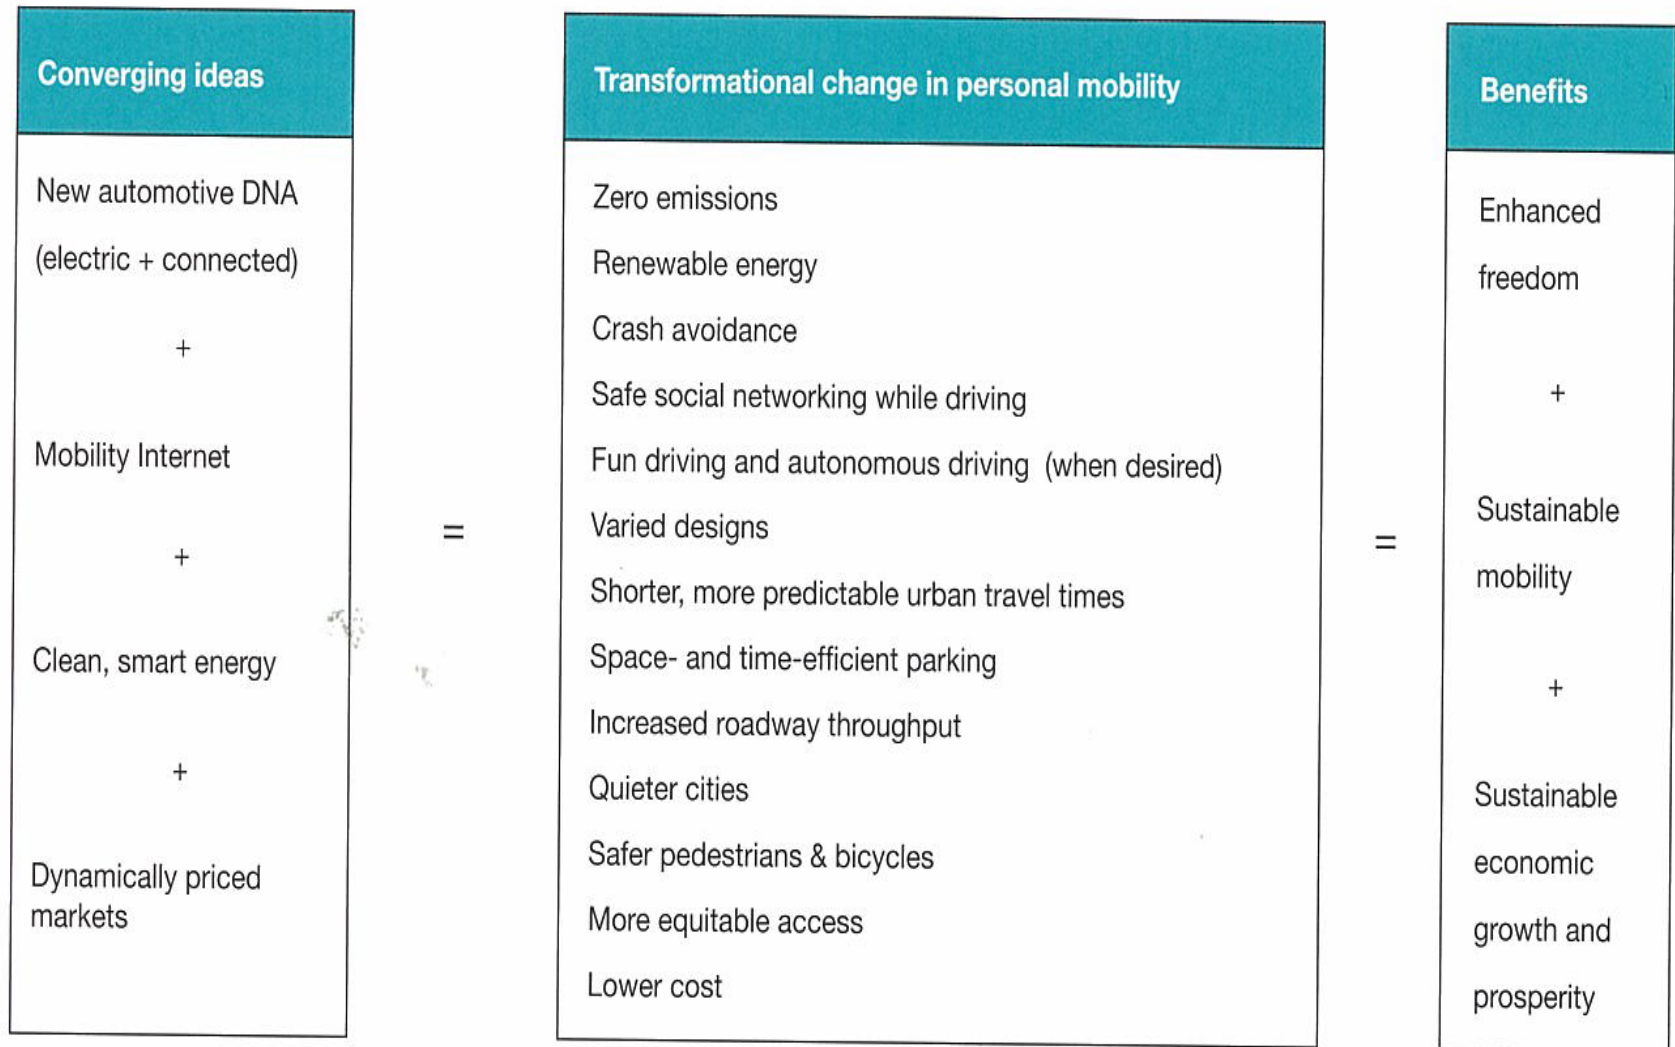 Converging ideas
New automotive DNA
(electric + connected)
+
Mobility Internet
+
Clean, smart energy
+
Dynamically priced
markets
=
Transformational change in personal mobility
Zero emissions
Renewable energy
Crash avoidance
Safe social networking while driving
Fun driving and autonomous driving (when desired)
Varied designs
Shorter, more predictable urban travel times
Space- and time-efficient parking
Increased roadway throughput
Quieter cities
Safer pedestrians & bicycles
More equitable access
Lower cost
=
Benefits
Enhanced
freedom
+
Sustainable
mobility
+
Sustainable
economic
growth and
prosperity